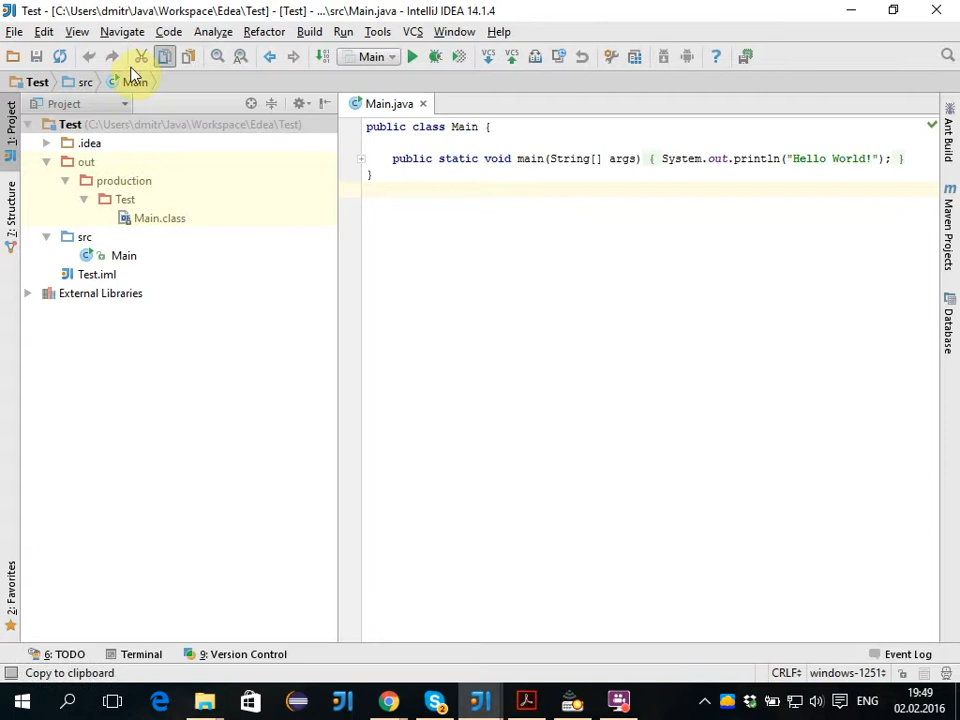 Test - [C:\Users\dmitr\Java\Workspace\Edea\Test] - [Test] - ...\src\Main.java - IntelliJ IDEA 14.1.4
File Edit View Navigate Code Analyze Refactor Build Run Tools VCS Window Help
Main
Test src Main
Project Main.java
public class Main {
Test (C:\Users\dmitr\Java\Workspace\Edea\Test)
.idea
public static void main(String[] args) { System.out.println("Hello World!"); }
out
}
production
Test
Main.class
src
Main
Test.iml
External Libraries
1: Project
7: Structure
2: Favorites
Ant Build
Maven Projects
Database
6: TODO Terminal 9: Version Control Event Log
Copy to clipboard CRLF windows-1251
ENG
19:49
02.02.2016